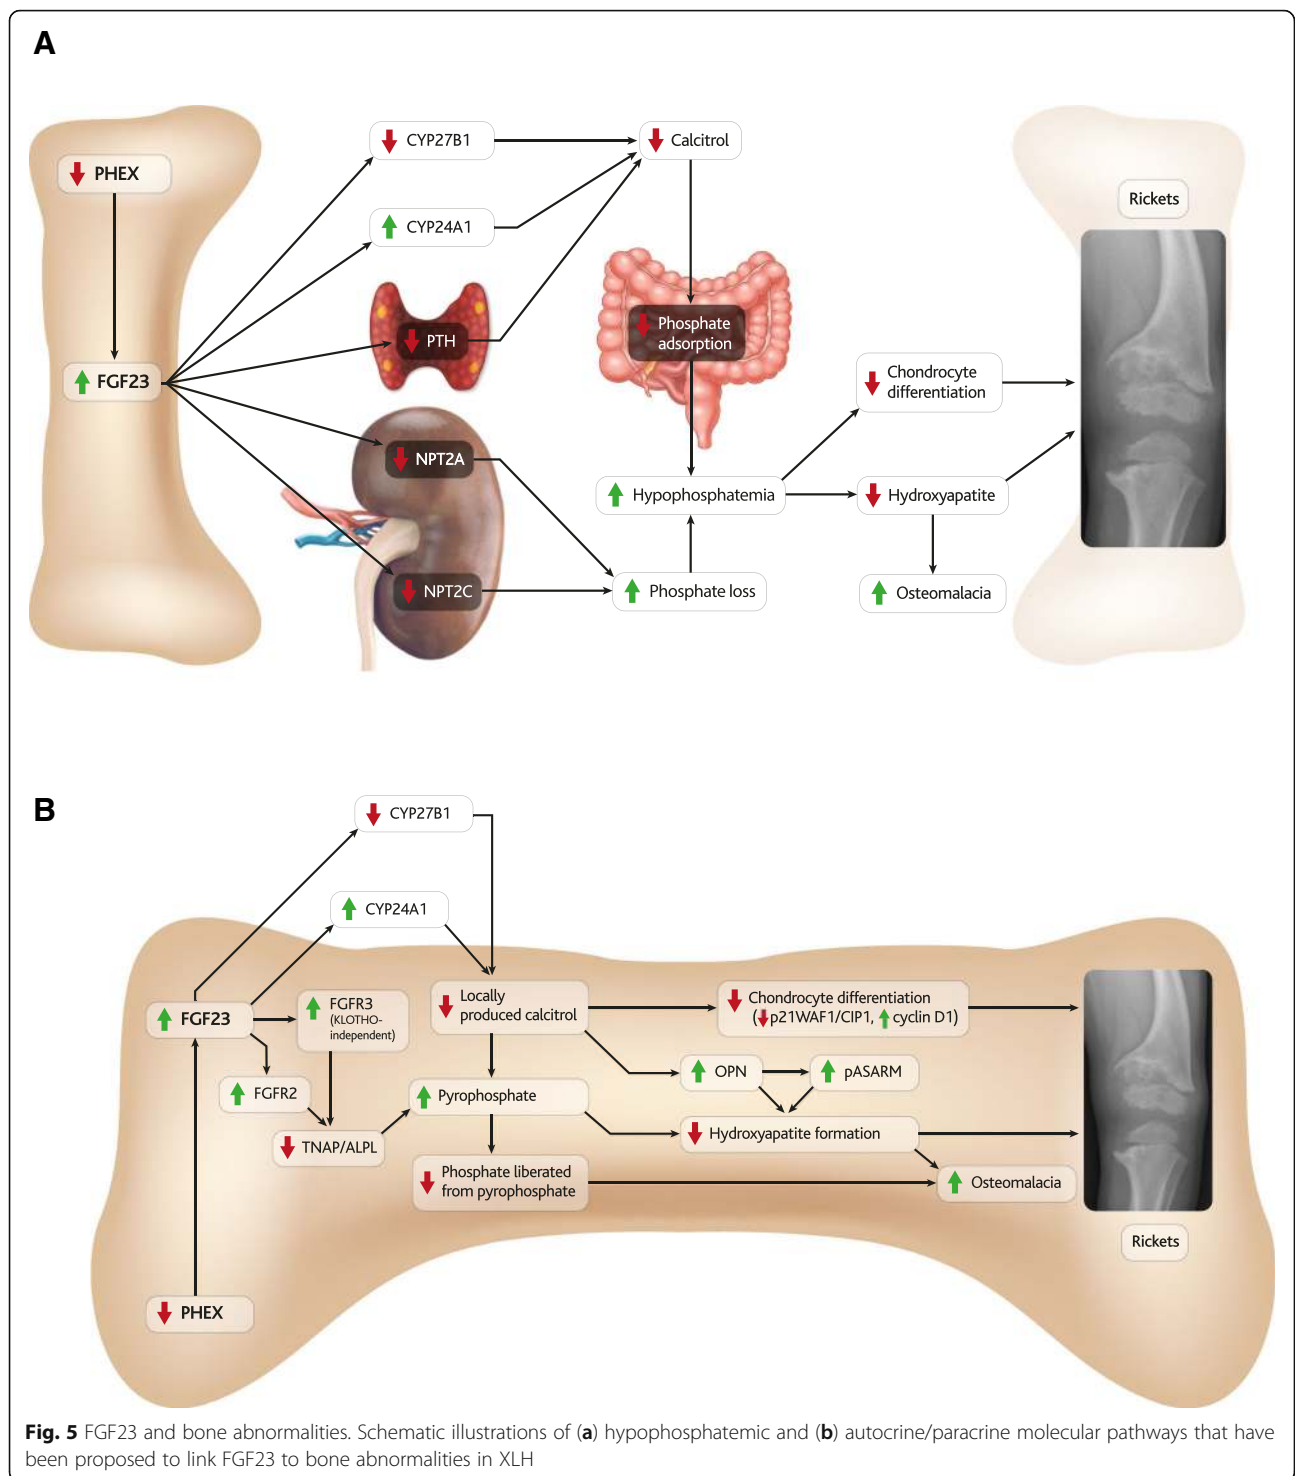 A
PHEX
FGF23
CYP27B1
CYP24A1
PTH
NPT2A
NPT2C
Calcitrol
Phosphate
adsorption
Hypophosphatemia
Phosphate loss
Chondrocyte
differentiation
Hydroxyapatite
Osteomalacia
Rickets
B
CYP27B1
CYP24A1
FGF23
FGFR3
(KLOTHO-
independent)
FGFR2
TNAP/ALPL
PHEX
Locally
produced calcitrol
Pyrophosphate
Phosphate liberated
from pyrophosphate
Chondrocyte differentiation
(p21WAF1/CIP1, cyclin D1)
OPN
pASARM
Hydroxyapatite formation
Osteomalacia
Rickets
Fig. 5 FGF23 and bone abnormalities. Schematic illustrations of (a) hypophosphatemic and (b) autocrine/paracrine molecular pathways that have
been proposed to link FGF23 to bone abnormalities in XLH